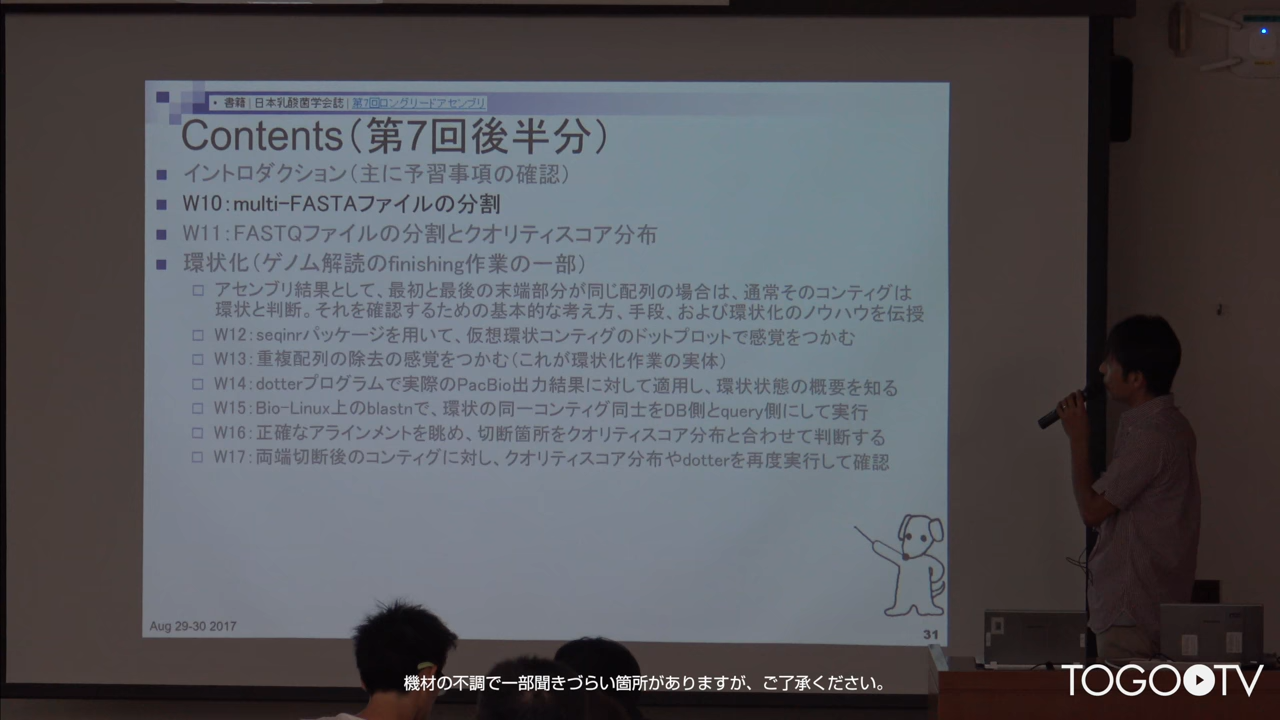 • 書籍 | 日本乳酸菌学会誌 | 第7回ロングリードアセンブリ
Contents（第7回後半分）
イントロダクション（主に予習事項の確認）
W10：multi-FASTAファイルの分割
W11：FASTQファイルの分割とクオリティスコア分布
環状化（ゲノム解読のfinishing作業の一部）
アセンブリ結果として、最初と最後の末端部分が同じ配列の場合は、通常そのコンティグは
環状と判断。それを確認するための基本的な考え方、手段、および環状化のノウハウを伝授
W12：seqinrパッケージを用いて、仮想環状コンティグのドットプロットで感覚をつかむ
W13：重複配列の除去の感覚をつかむ（これが環状化作業の実体）
W14：dotterプログラムで実際のPacBio出力結果に対して適用し、環状状態の概要を知る
W15：Bio-Linux上のblastnで、環状の同一コンティグ同士をDB側とquery側にして実行
W16：正確なアラインメントを眺め、切断箇所をクオリティスコア分布と合わせて判断する
W17：両端切断後のコンティグに対し、クオリティスコア分布やdotterを再度実行して確認
Aug 29-30 2017
31
機材の不調で一部聞きづらい箇所がありますが、ご了承ください。
TOGOTV